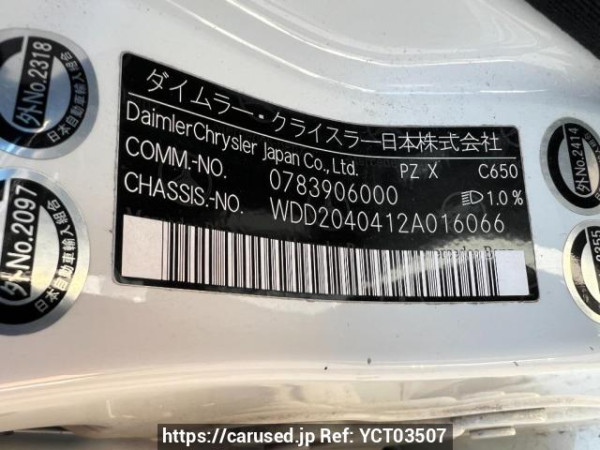 ダイムラー・クライスラー日本株式会社
DaimlerChrysler Japan Co., Ltd. PZ X C650
COMM.-NO. 0783906000 1.0%
CHASSIS.-NO. WDD2040412A016066
外No.2318
日本自動車輸入組合
外No.2097
日本自動車輸入組合
外No.2414
https://carused.jp Ref: YCT03507